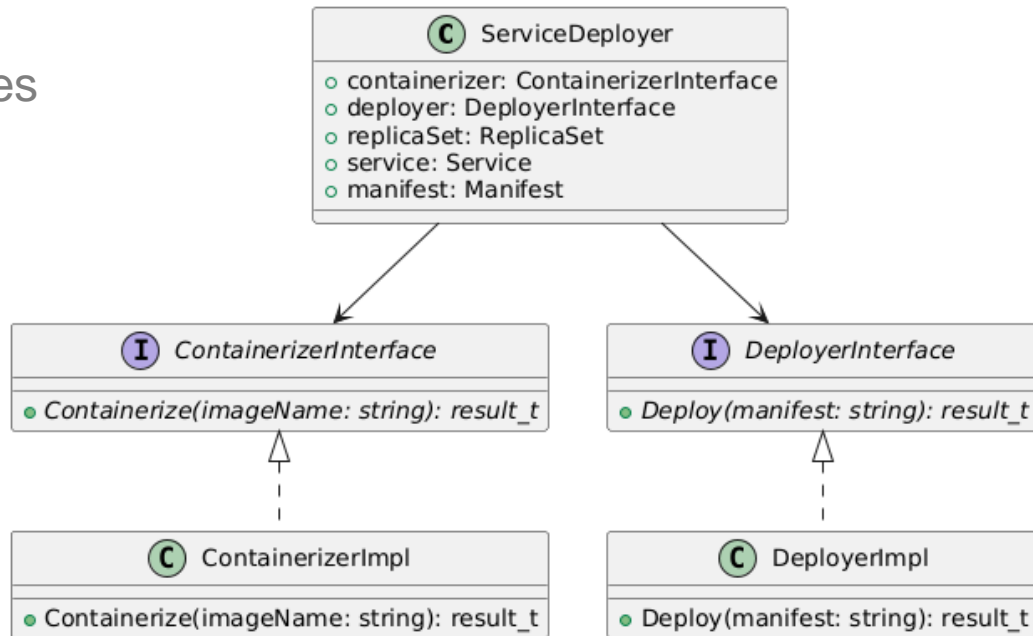 es
C ServiceDeployer
containerizer: ContainerizerInterface
deployer: DeployerInterface
replicaSet: ReplicaSet
service: Service
manifest: Manifest
I ContainerizerInterface
Containerize(imageName: string): result_t
I DeployerInterface
Deploy(manifest: string): result_t
C ContainerizerImpl
Containerize(imageName: string): result_t
C DeployerImpl
Deploy(manifest: string): result_t